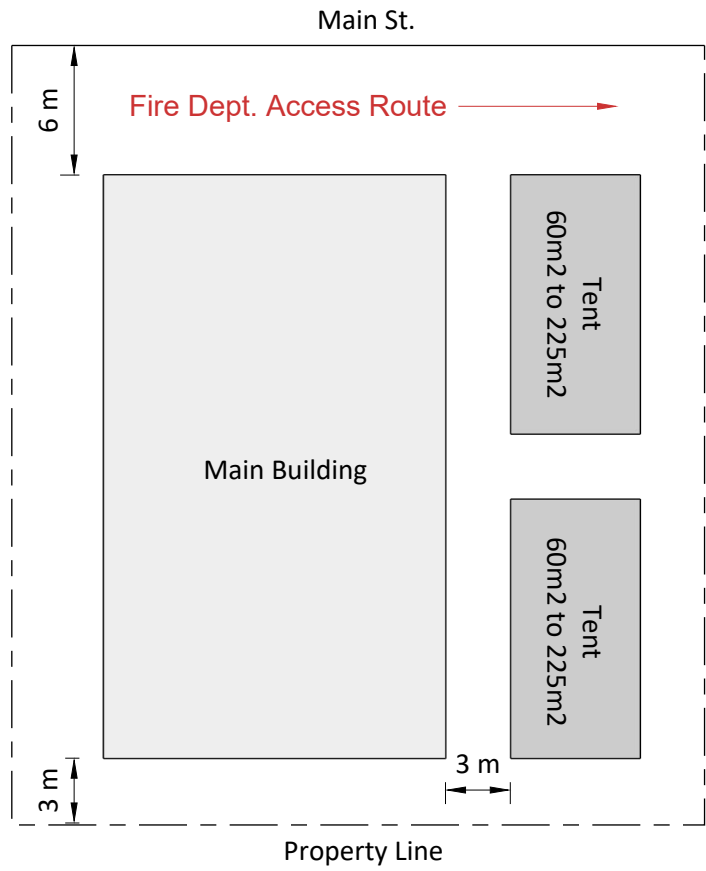 Main St.
6 m
Fire Dept. Access Route
Tent
60m2 to 225m2
Main Building
Tent
60m2 to 225m2
3 m
3 m
Property Line